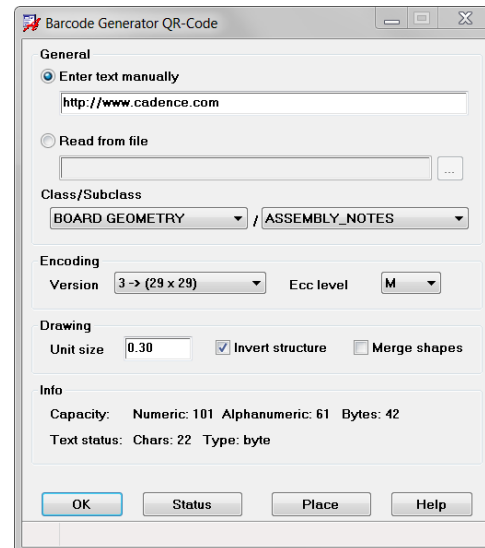 Barcode Generator QR-Code
General
Enter text manually
http://www.cadence.com
Read from file
...
Class/Subclass
BOARD GEOMETRY / ASSEMBLY_NOTES
Encoding
Version 3 -> (29 x 29) Ecc level M
Drawing
Unit size 0.30 Invert structure Merge shapes
Info
Capacity: Numeric: 101 Alphanumeric: 61 Bytes: 42
Text status: Chars: 22 Type: byte
OK Status Place Help